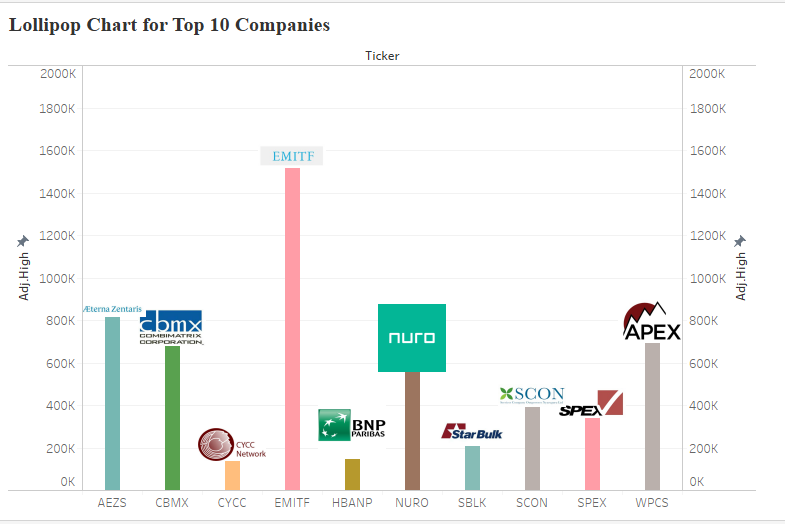 Lollipop Chart for Top 10 Companies
Ticker
2000K
2000K
1800K
1800K
1600K
1600K
EMITF
1400K
1400K
1200K
1200K
Adj.High
Adj.High
1000K
1000K
Æterna Zentaris
cbmx
COMBIMATRIX
CORPORATION
nuro
APEX
800K
800K
600K
600K
SCON
SPEX
400K
400K
BNP
PARIBAS
StarBulk
CYCC
Network
200K
200K
0K
0K
AEZS
CBMX
CYCC
EMITF
HBANP
NURO
SBLK
SCON
SPEX
WPCS